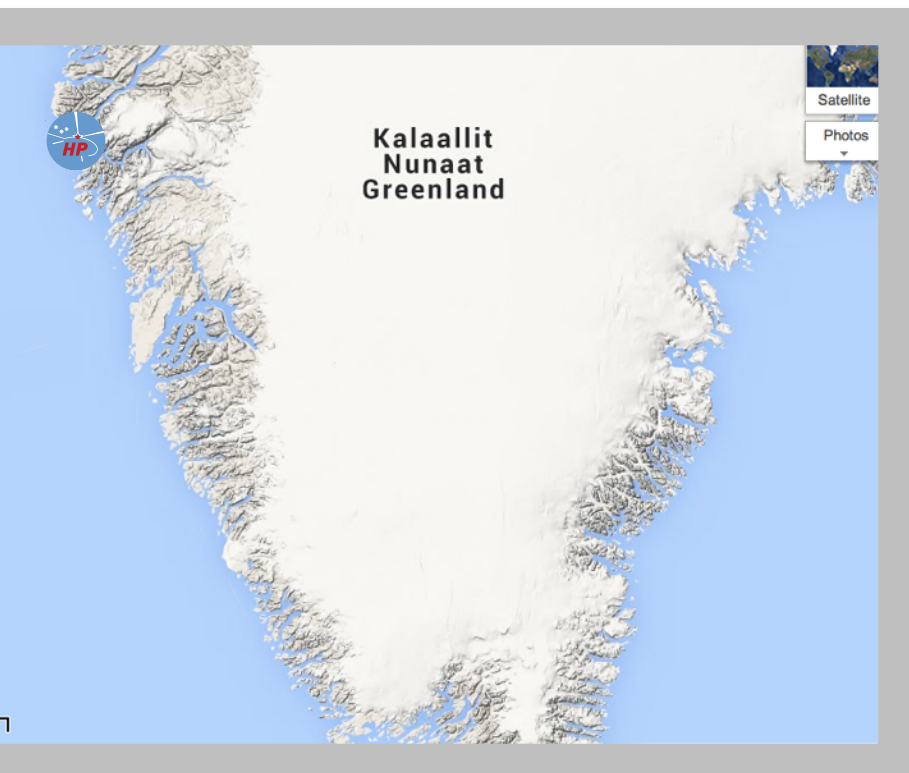 Satellite
Photos
Kalaallit
Nunaat
Greenland
HP